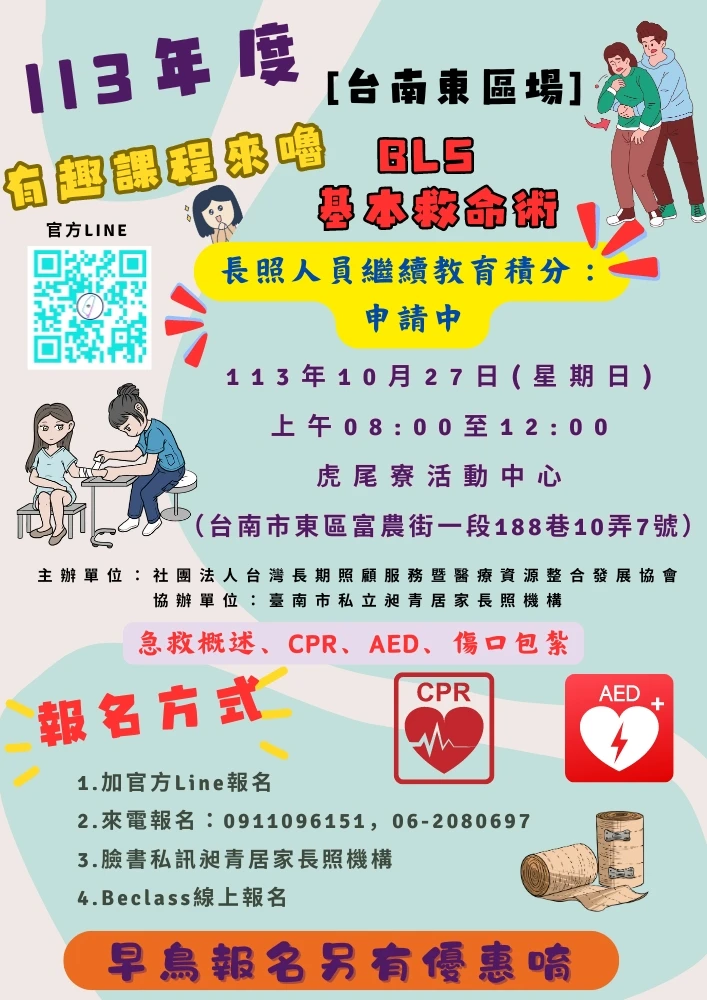 113年度
[台南東區場]
有趣課程來嚕
BLS
基本救命術
官方LINE
長照人員繼續教育積分：
申請中
113年10月27日(星期日)
上午08:00至12:00
虎尾寮活動中心
（台南市東區富農街一段188巷10弄7號）
主辦單位：社團法人台灣長期照顧服務暨醫療資源整合發展協會
協辦單位：臺南市私立昶青居家長照機構
急救概述、CPR、AED、傷口包紮
報名方式
CPR
AED
1.加官方Line報名
2.來電報名：0911096151，06-2080697
3.臉書私訊昶青居家長照機構
4.Beclass線上報名
早鳥報名另有優惠唷